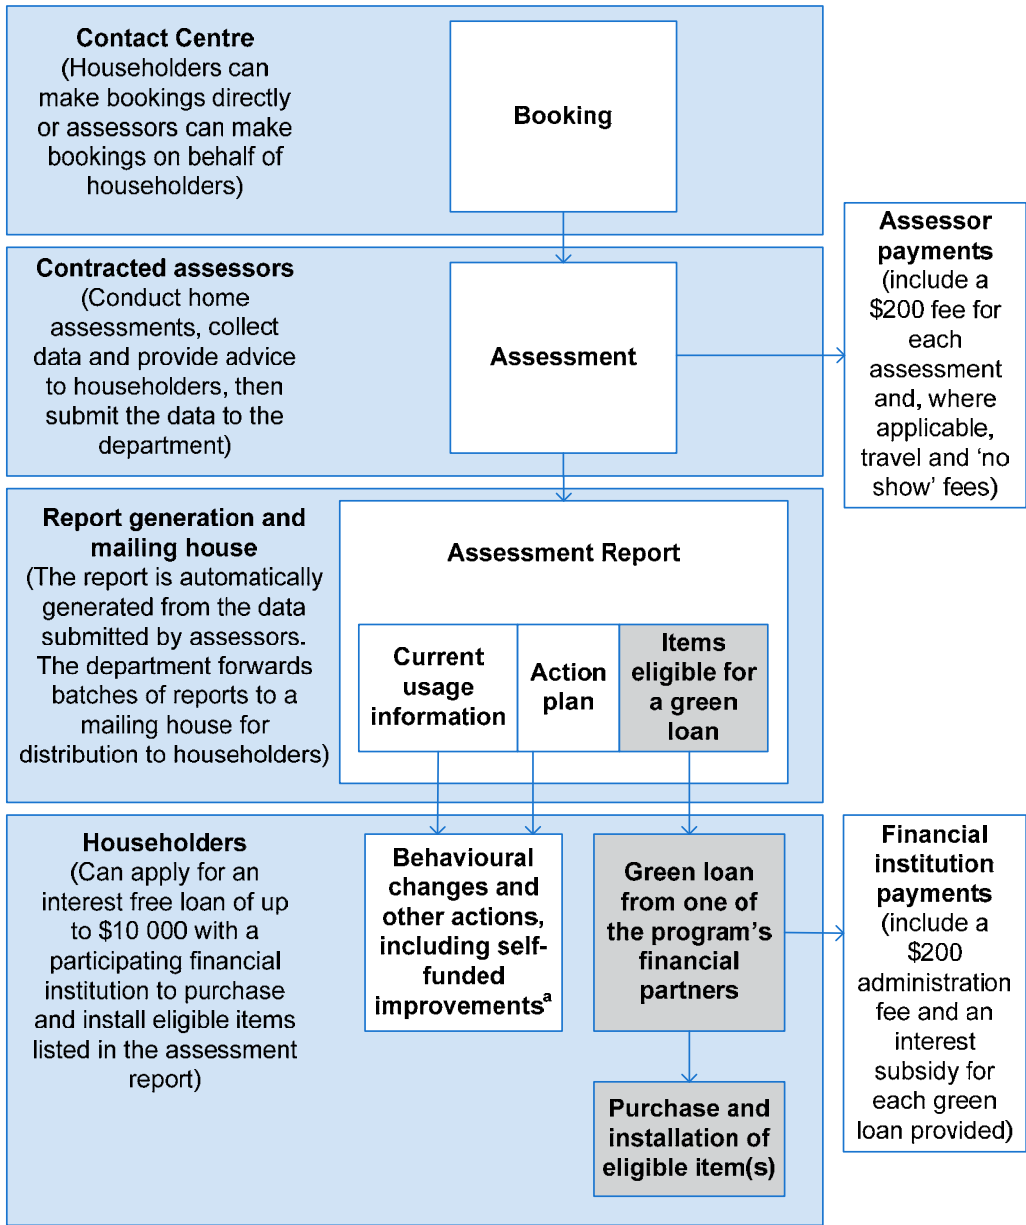 Contact Centre
(Householders can
make bookings directly
or assessors can make
bookings on behalf of
householders)
Booking
Contracted assessors
(Conduct home
assessments, collect
data and provide advice
to householders, then
submit the data to the
department)
Assessment
Assessor
payments
(include a
$200 fee for
each
assessment
and, where
applicable,
travel and ‘no
show’ fees)
Report generation and
mailing house
(The report is automatically
generated from the data
submitted by assessors.
The department forwards
batches of reports to a
mailing house for
distribution to householders)
Assessment Report
Current
usage
information
Action
plan
Items
eligible for
a green
loan
Householders
(Can apply for an
interest free loan of up
to $10 000 with a
participating financial
institution to purchase
and install eligible items
listed in the assessment
report)
Behavioural
changes and
other actions,
including self-
funded
improvementsᵃ
Green loan
from one of
the program’s
financial
partners
Financial
institution
payments
(include a
$200
administration
fee and an
interest
subsidy for
each green
loan provided)
Purchase and
installation of
eligible item(s)